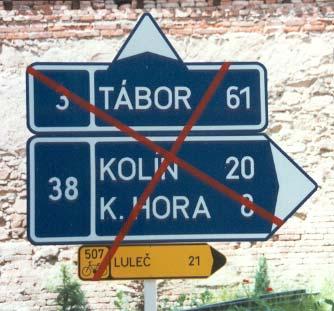 3 TÁBOR 61
38 KOLÍN 20
K. HORA 8
507 LULEČ 21